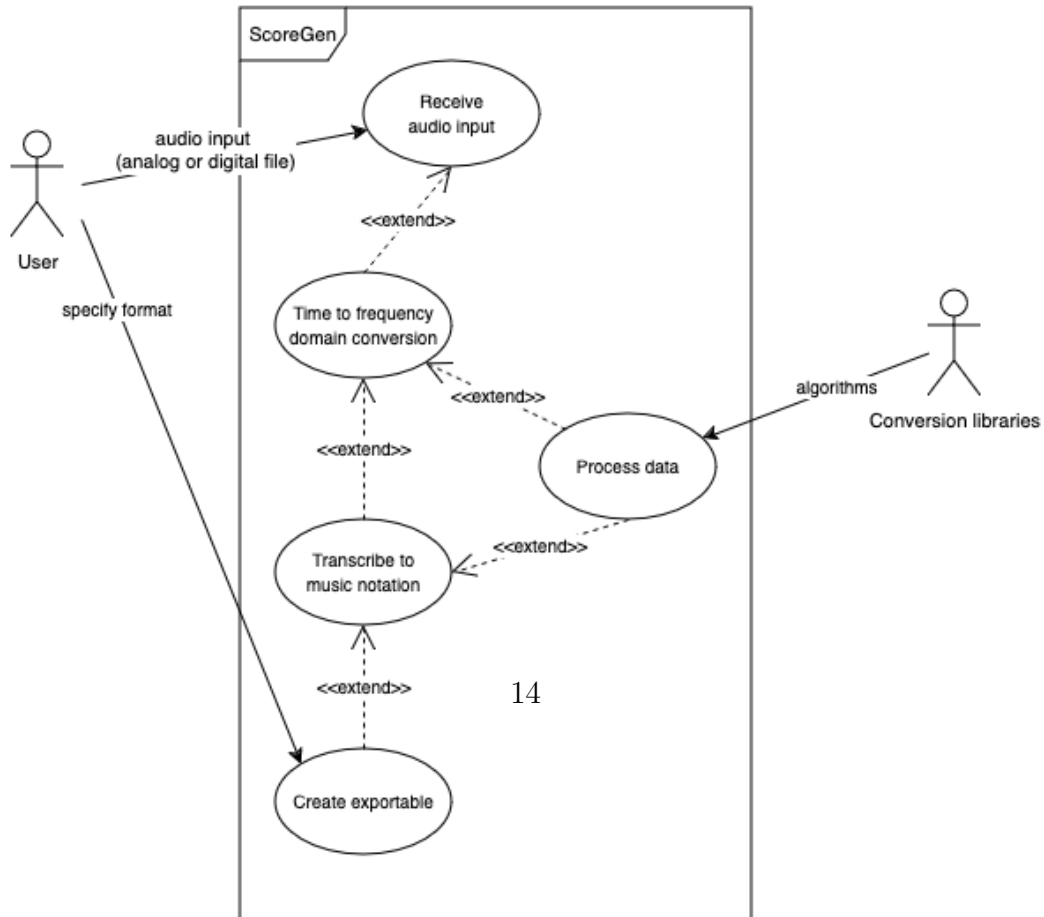 ScoreGen
Receive
audio input
audio input
(analog or digital file)
<<extend>>
User
Time to frequency
domain conversion
specify format
<<extend>>
algorithms
Conversion libraries
<<extend>>
Process data
<<extend>>
Transcribe to
music notation
<<extend>>
14
Create exportable